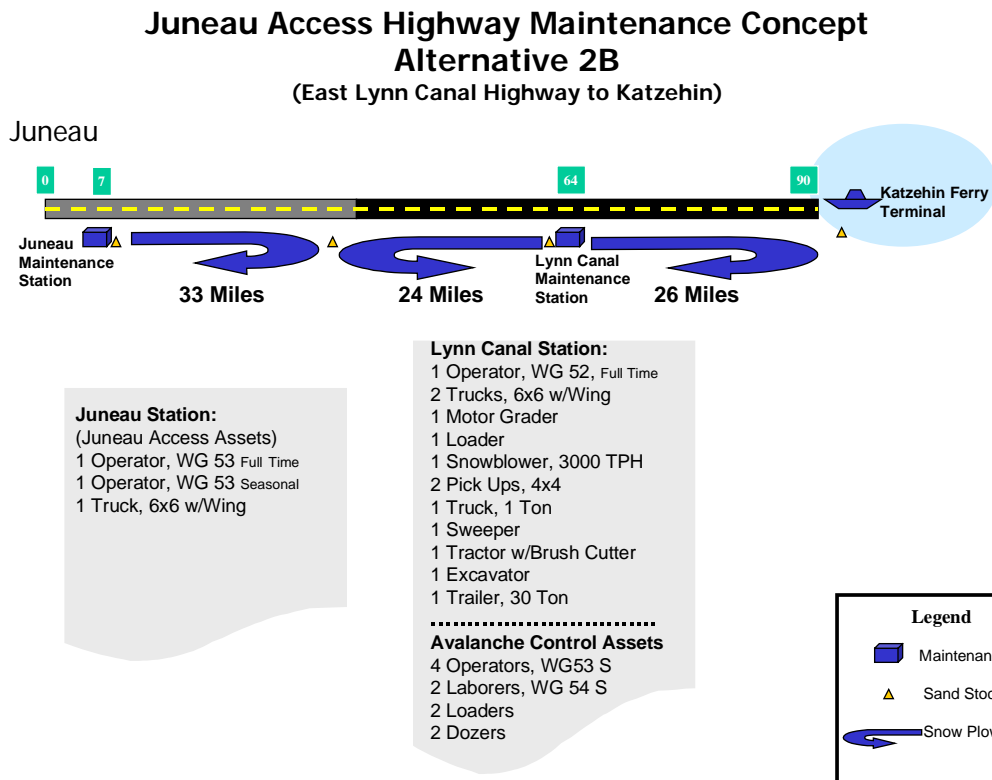 Juneau Access Highway Maintenance Concept
Alternative 2B
(East Lynn Canal Highway to Katzehin)
Juneau
0
7
64
90
Katzehin Ferry
Terminal
Juneau
Maintenance
Station
Lynn Canal
Maintenance
Station
33 Miles
24 Miles
26 Miles
Juneau Station:
(Juneau Access Assets)
1 Operator, WG 53 Full Time
1 Operator, WG 53 Seasonal
1 Truck, 6x6 w/Wing
Lynn Canal Station:
1 Operator, WG 52, Full Time
2 Trucks, 6x6 w/Wing
1 Motor Grader
1 Loader
1 Snowblower, 3000 TPH
2 Pick Ups, 4x4
1 Truck, 1 Ton
1 Sweeper
1 Tractor w/Brush Cutter
1 Excavator
1 Trailer, 30 Ton
Avalanche Control Assets
4 Operators, WG53 S
2 Laborers, WG 54 S
2 Loaders
2 Dozers
Legend
Maintenan
Sand Stoc
Snow Plow